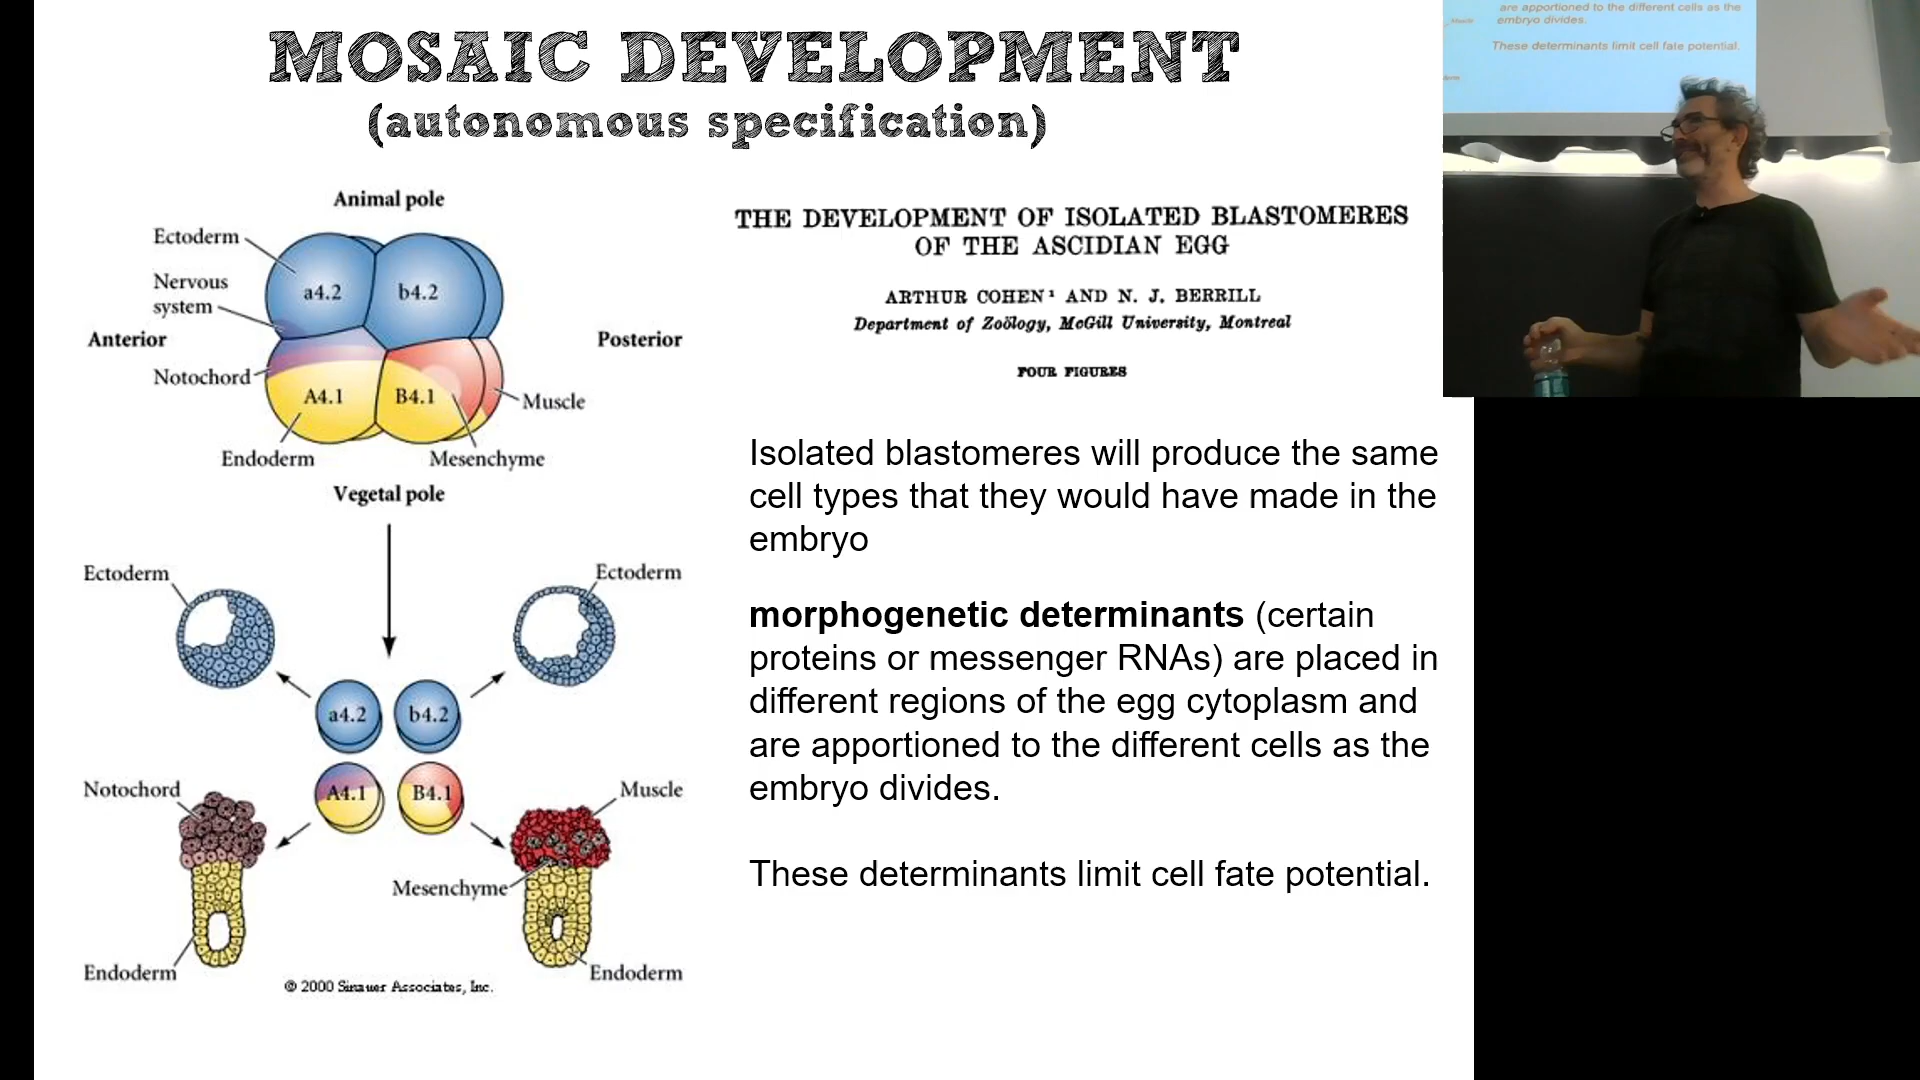 MOSAIC DEVELOPMENT
(autonomous specification)
Animal pole
Ectoderm
Nervous
system
a4.2
b4.2
Anterior
Posterior
Notochord
A4.1
B4.1
Muscle
Endoderm
Mesenchyme
Vegetal pole
Ectoderm
Ectoderm
a4.2
b4.2
Notochord
A4.1
B4.1
Muscle
Mesenchyme
Endoderm
Endoderm
© 2000 Sinauer Associates, Inc.
THE DEVELOPMENT OF ISOLATED BLASTOMERES
OF THE ASCIDIAN EGG
ARTHUR COHEN¹ AND N. J. BERRILL
Department of Zoölogy, McGill University, Montreal
FOUR FIGURES
Isolated blastomeres will produce the same
cell types that they would have made in the
embryo
morphogenetic determinants (certain
proteins or messenger RNAs) are placed in
different regions of the egg cytoplasm and
are apportioned to the different cells as the
embryo divides.
These determinants limit cell fate potential.
are apportioned to the different cells as the
Muscle
embryo divides.
These determinants limit cell fate potential.